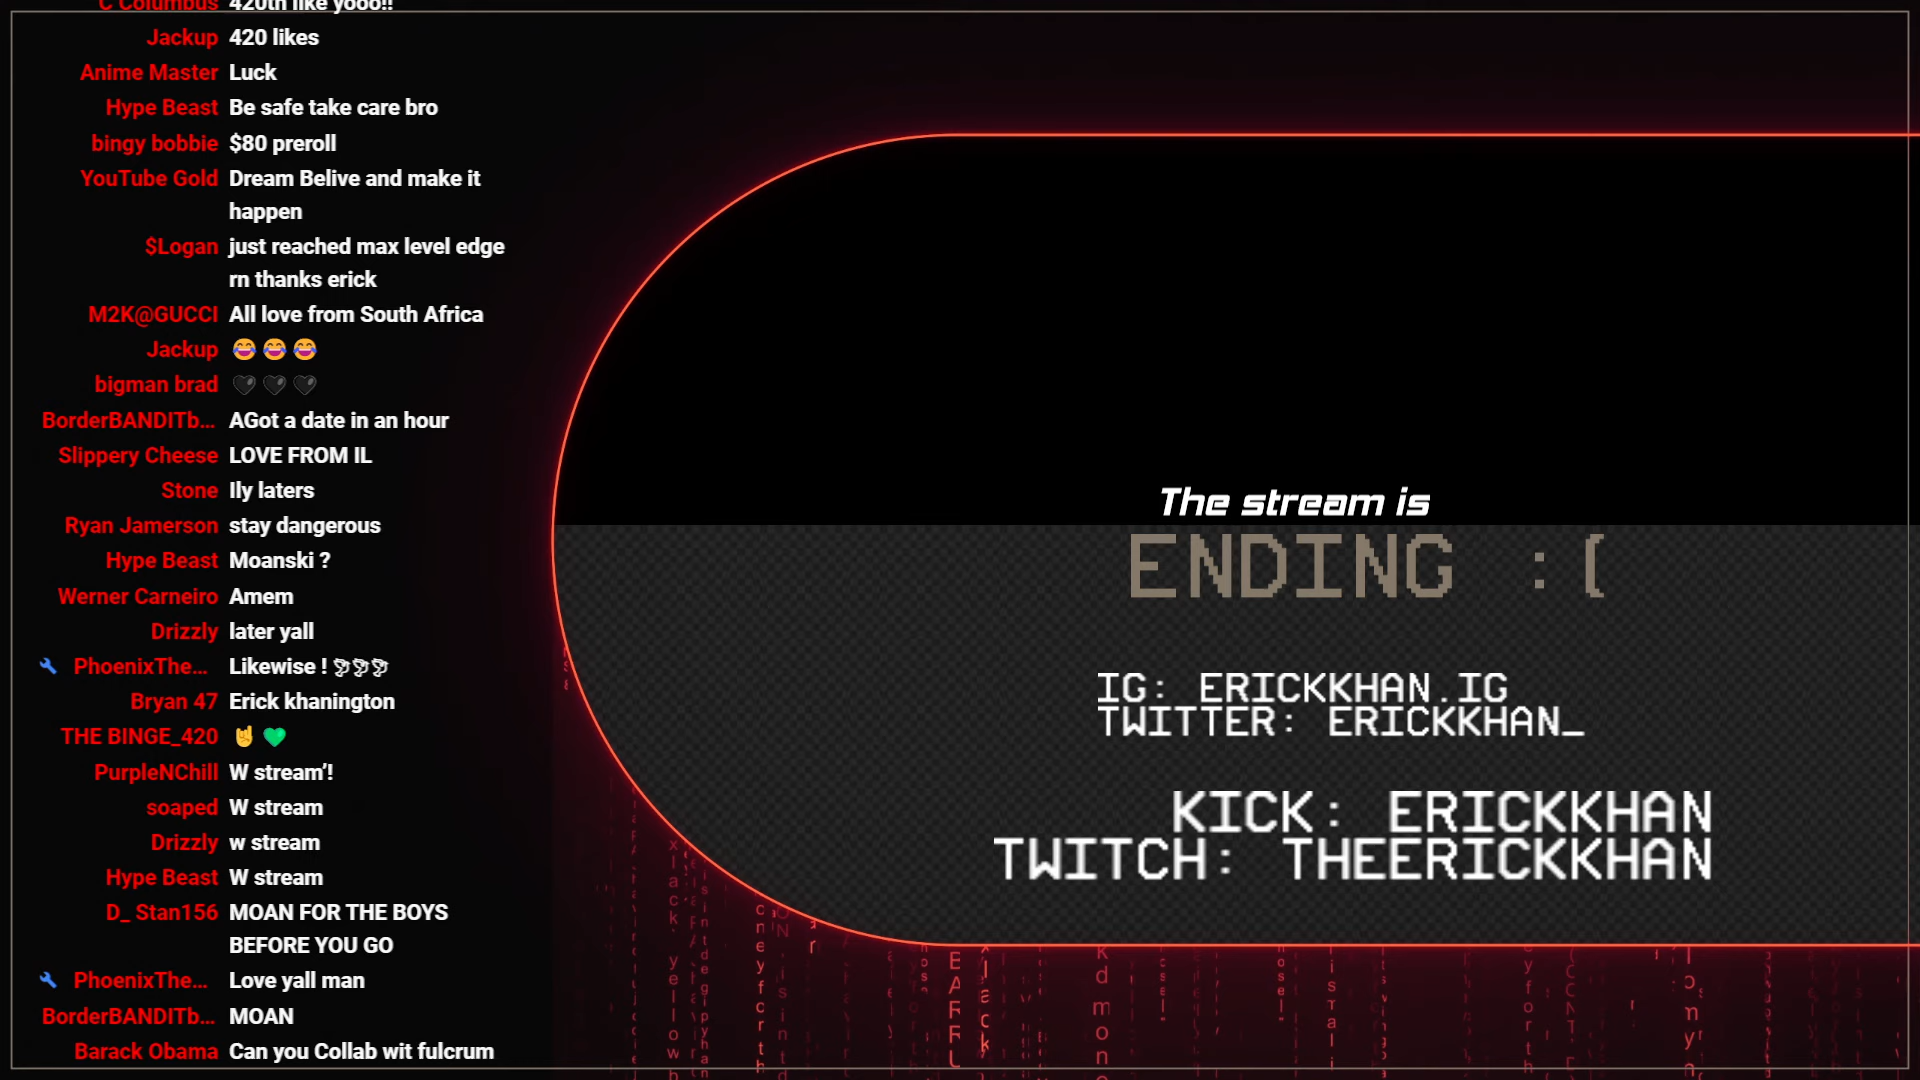 C Columbus 420th like yooo!!
Jackup 420 likes
Anime Master Luck
Hype Beast Be safe take care bro
bingy bobbie $80 preroll
YouTube Gold Dream Belive and make it
happen
$Logan just reached max level edge
rn thanks erick
M2K@GUCCI All love from South Africa
Jackup 😂😂😂
bigman brad 🖤🖤🖤
BorderBANDITb... AGot a date in an hour
Slippery Cheese LOVE FROM IL
Stone Ily laters
Ryan Jamerson stay dangerous
Hype Beast Moanski ?
Werner Carneiro Amem
Drizzly later yall
PhoenixThe... Likewise ! 🕊🕊🕊
Bryan 47 Erick khanington
THE BINGE_420 🤘💚
PurpleNChill W stream'!
soaped W stream
Drizzly w stream
Hype Beast W stream
D_ Stan156 MOAN FOR THE BOYS
BEFORE YOU GO
PhoenixThe... Love yall man
BorderBANDITb... MOAN
Barack Obama Can you Collab wit fulcrum
The stream is
ENDING :(
IG: ERICKKHAN.IG
TWITTER: ERICKKHAN_
KICK: ERICKKHAN
TWITCH: THEERICKKHAN